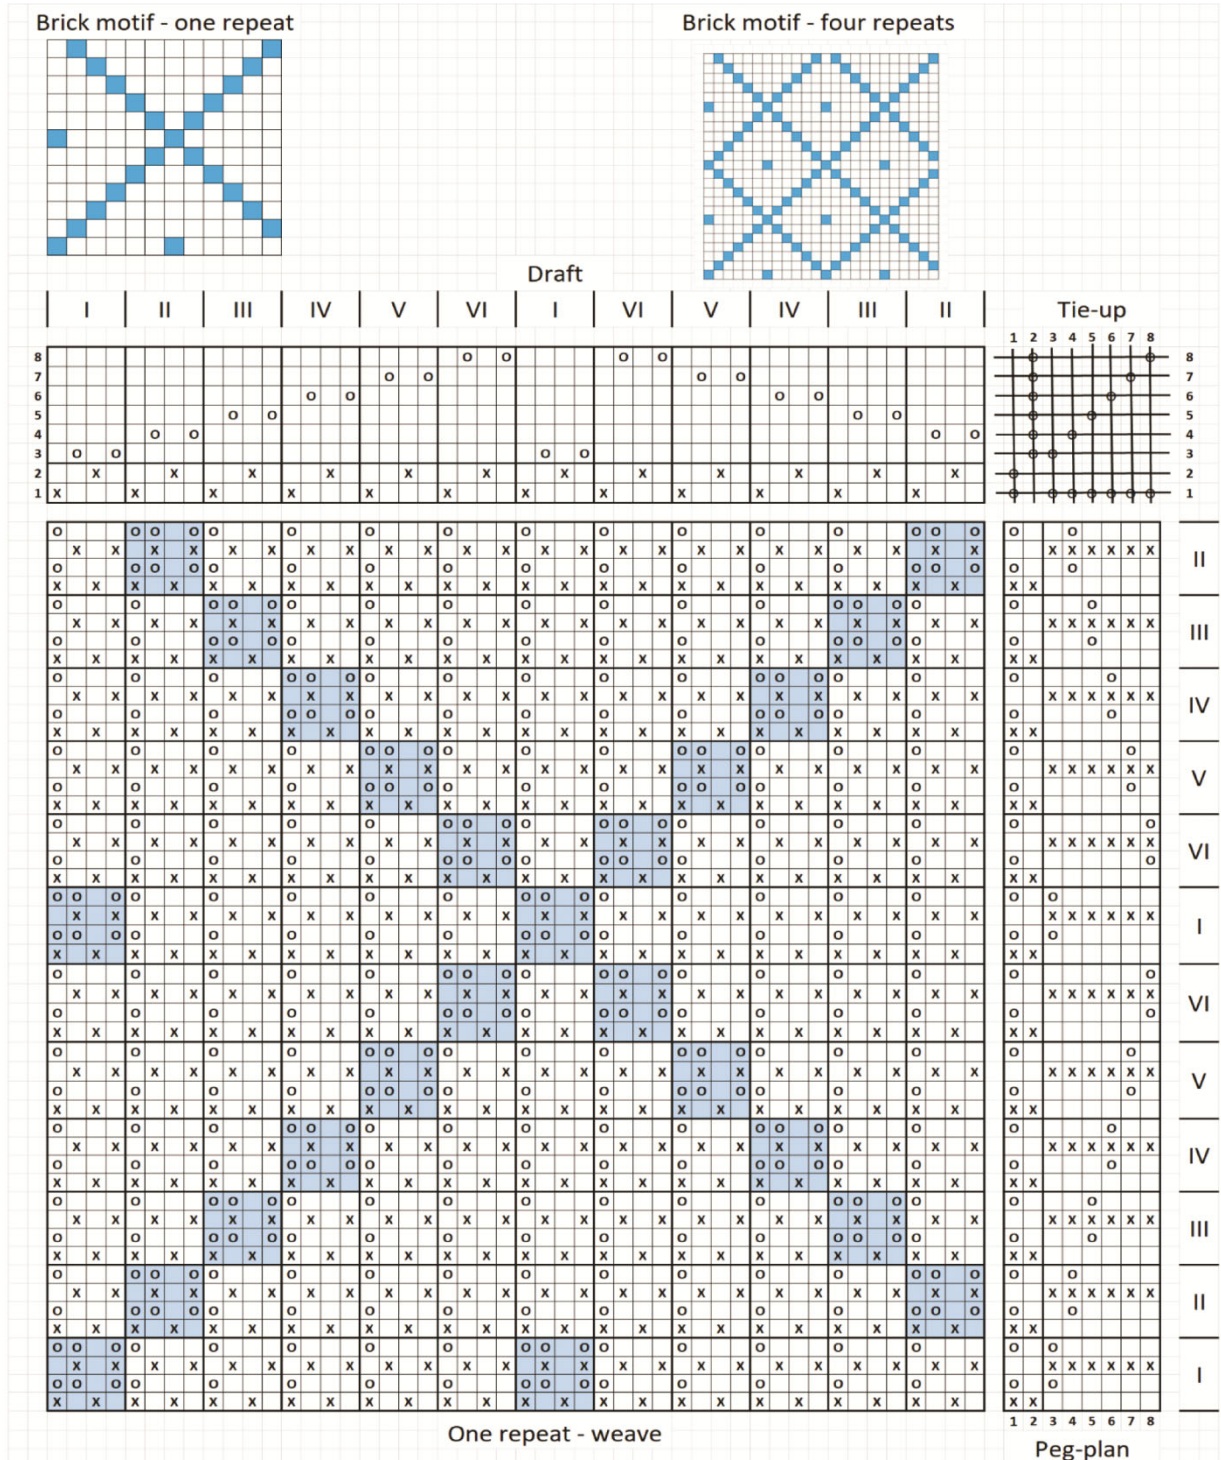 Brick motif - one repeat
Brick motif - four repeats
Draft
I II III IV V VI I VI V IV III II
Tie-up
1 2 3 4 5 6 7 8
8
7
6
5
4
3
2
1
8
7
6
5
4
3
2
1
II
III
IV
V
VI
I
VI
V
IV
III
II
I
1 2 3 4 5 6 7 8
One repeat - weave
Peg-plan